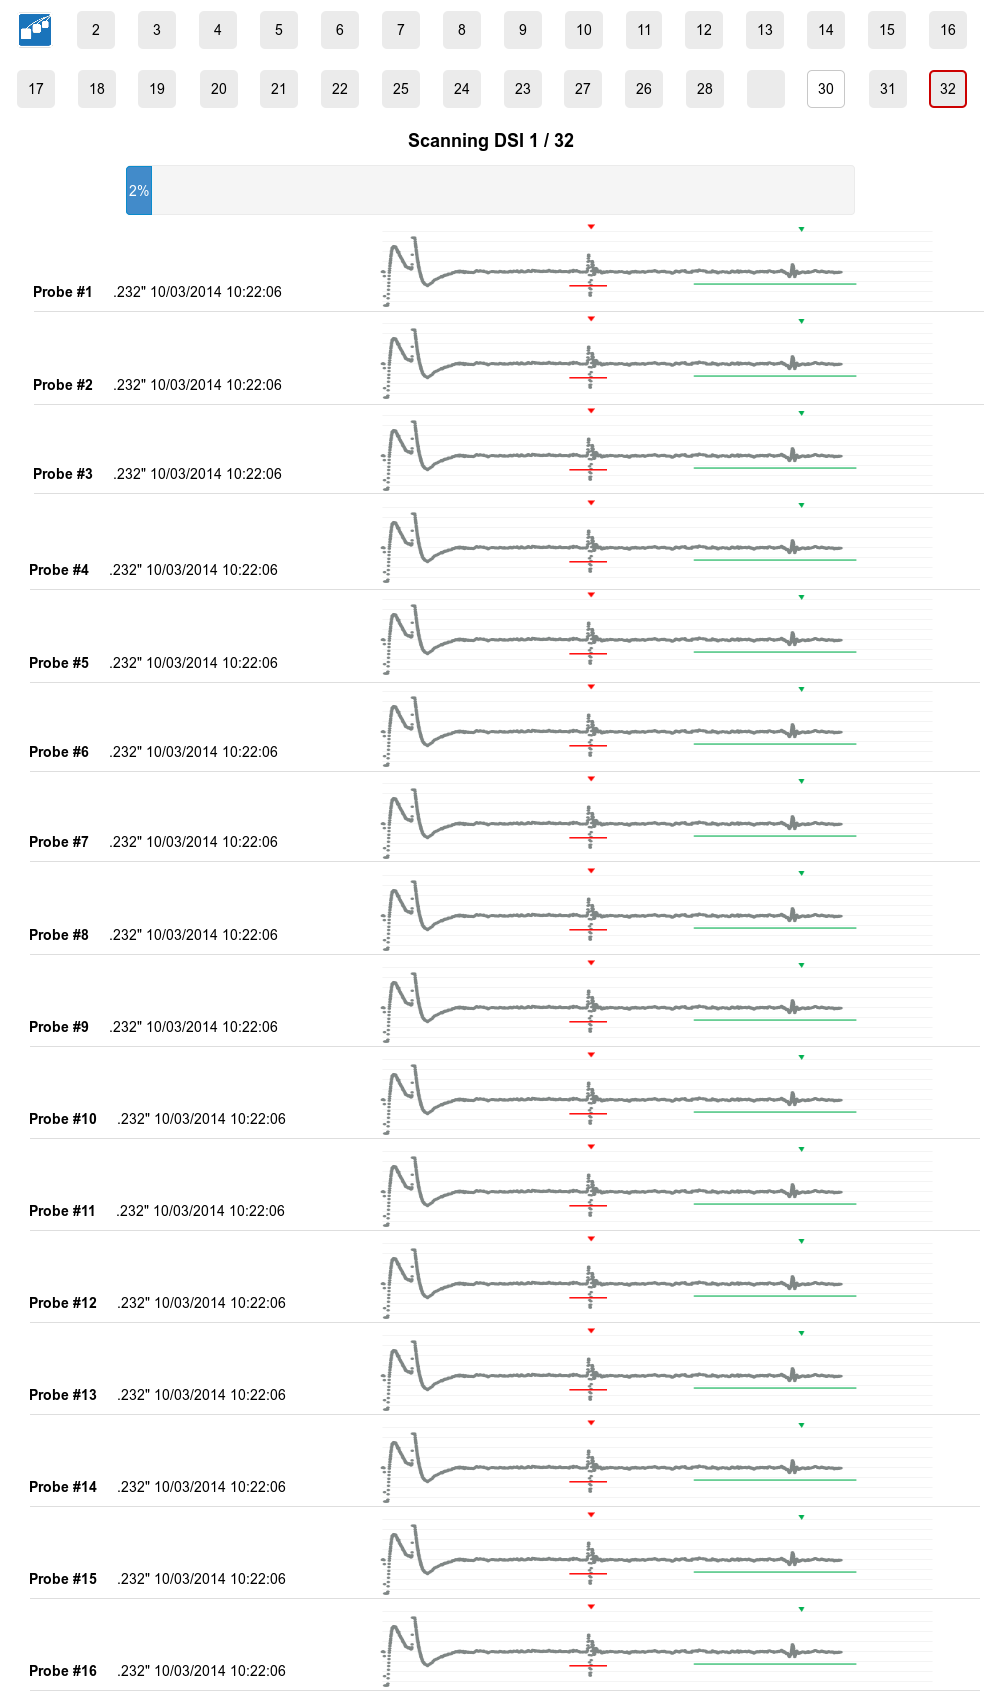 2 3 4 5 6 7 8 9 10 11 12 13 14 15 16
17 18 19 20 21 22 25 24 23 27 26 28 30 31 32
Scanning DSI 1 / 32
2%
Probe #1 .232" 10/03/2014 10:22:06
Probe #2 .232" 10/03/2014 10:22:06
Probe #3 .232" 10/03/2014 10:22:06
Probe #4 .232" 10/03/2014 10:22:06
Probe #5 .232" 10/03/2014 10:22:06
Probe #6 .232" 10/03/2014 10:22:06
Probe #7 .232" 10/03/2014 10:22:06
Probe #8 .232" 10/03/2014 10:22:06
Probe #9 .232" 10/03/2014 10:22:06
Probe #10 .232" 10/03/2014 10:22:06
Probe #11 .232" 10/03/2014 10:22:06
Probe #12 .232" 10/03/2014 10:22:06
Probe #13 .232" 10/03/2014 10:22:06
Probe #14 .232" 10/03/2014 10:22:06
Probe #15 .232" 10/03/2014 10:22:06
Probe #16 .232" 10/03/2014 10:22:06